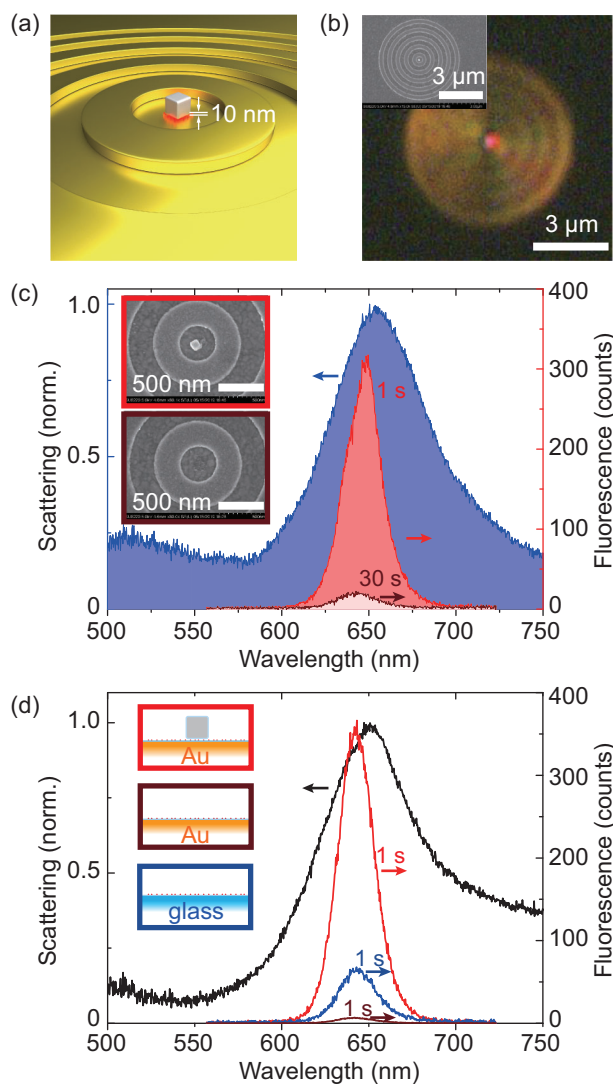 (a)
10 nm
(b)
3 µm
3 µm
(c)
500 nm
500 nm
1.0
0.5
0
Scattering (norm.)
400
300
200
100
0
Fluorescence (counts)
1 s
30 s
500 550 600 650 700 750
Wavelength (nm)
(d)
Au
Au
glass
1.0
0.5
0
Scattering (norm.)
400
300
200
100
0
Fluorescence (counts)
1 s
1 s
1 s
500 550 600 650 700 750
Wavelength (nm)